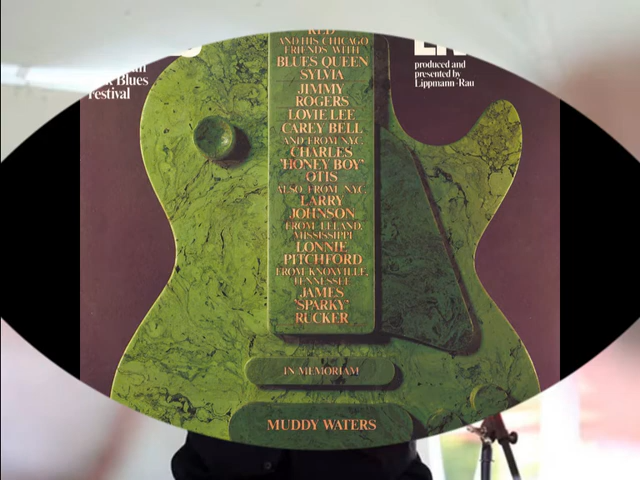 k Blues
estival
produced and
presented by
Lippmann-Rau
RED
AND HIS CHICAGO
FRIENDS WITH
BLUES QUEEN
SYLVIA
JIMMY
ROGERS
LOVIE LEE
CAREY BELL
AND FROM NYC.
CHARLES
'HONEY BOY'
OTIS
ALSO FROM NYC.
LARRY
JOHNSON
FROM LELAND,
MISSISSIPPI
LONNIE
PITCHFORD
FROM KNOXVILLE,
TENNESSEE
JAMES
'SPARKY'
RUCKER
IN MEMORIAM
MUDDY WATERS